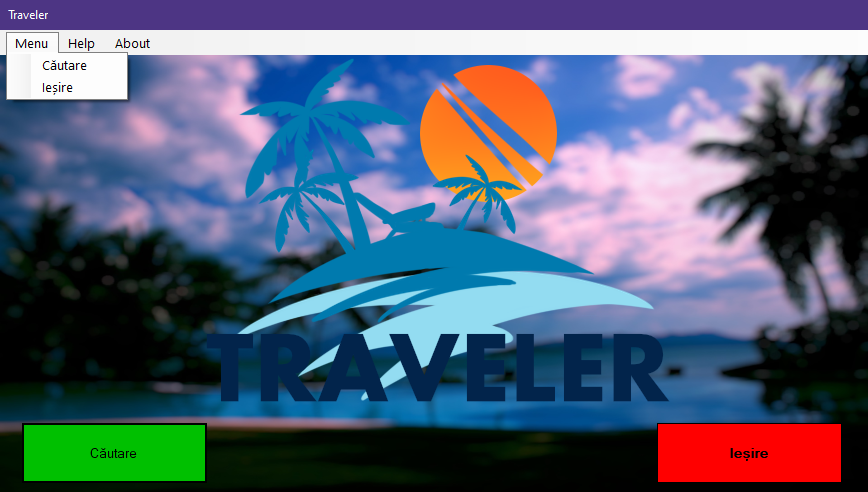 Traveler
Menu Help About
Căutare
Ieșire
TRAVELER
Căutare
Ieșire